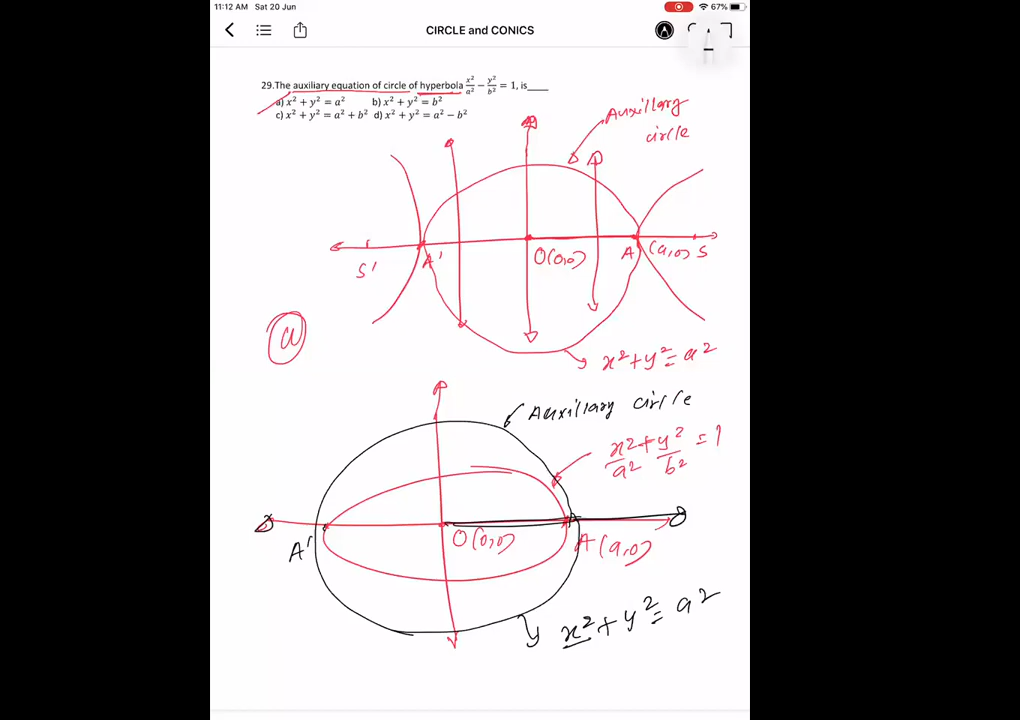 11:12 AM Sat 20 Jun
67%
CIRCLE and CONICS
29.The auxiliary equation of circle of hyperbola x²/a² − y²/b² = 1, is____
a) x² + y² = a² b) x² + y² = b²
c) x² + y² = a² + b² d) x² + y² = a² − b²
Auxillary
circle
S' A' O(0,0) A (a,0) S
a
x²+y²=a²
Auxillary circle
x²/a² + y²/b² = 1
A' O(0,0) A(a,0)
x²+y²=a²